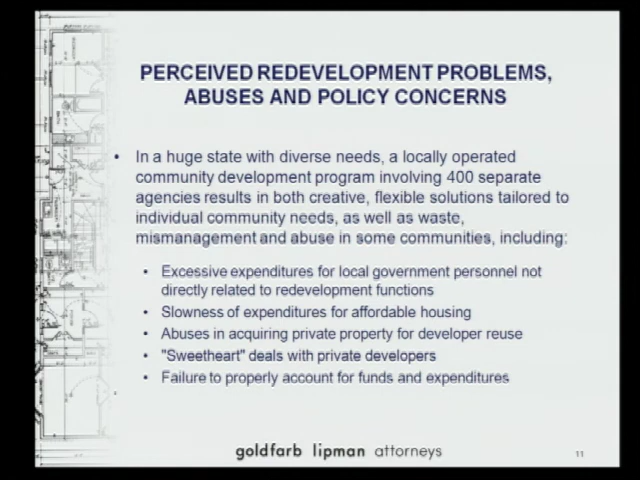 PERCEIVED REDEVELOPMENT PROBLEMS,
ABUSES AND POLICY CONCERNS
• In a huge state with diverse needs, a locally operated
community development program involving 400 separate
agencies results in both creative, flexible solutions tailored to
individual community needs, as well as waste,
mismanagement and abuse in some communities, including:
• Excessive expenditures for local government personnel not
directly related to redevelopment functions
• Slowness of expenditures for affordable housing
• Abuses in acquiring private property for developer reuse
• "Sweetheart" deals with private developers
• Failure to properly account for funds and expenditures
goldfarb lipman attorneys
11